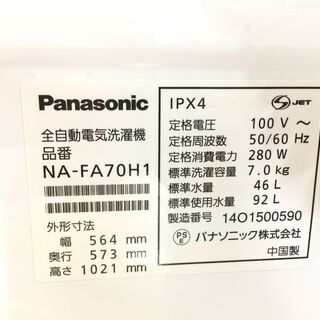 Panasonic
全自動電気洗濯機
品番
NA-FA70H1
外形寸法
幅 564 mm
奥行 573 mm
高さ 1021 mm
IPX4
S JET
定格電圧 100 V ～
定格周波数 50/60 Hz
定格消費電力 280 W
標準洗濯容量 7.0 kg
標準水量 46 L
標準使用水量 92 L
製造番号 14O1500590
PS E パナソニック株式会社
中国製